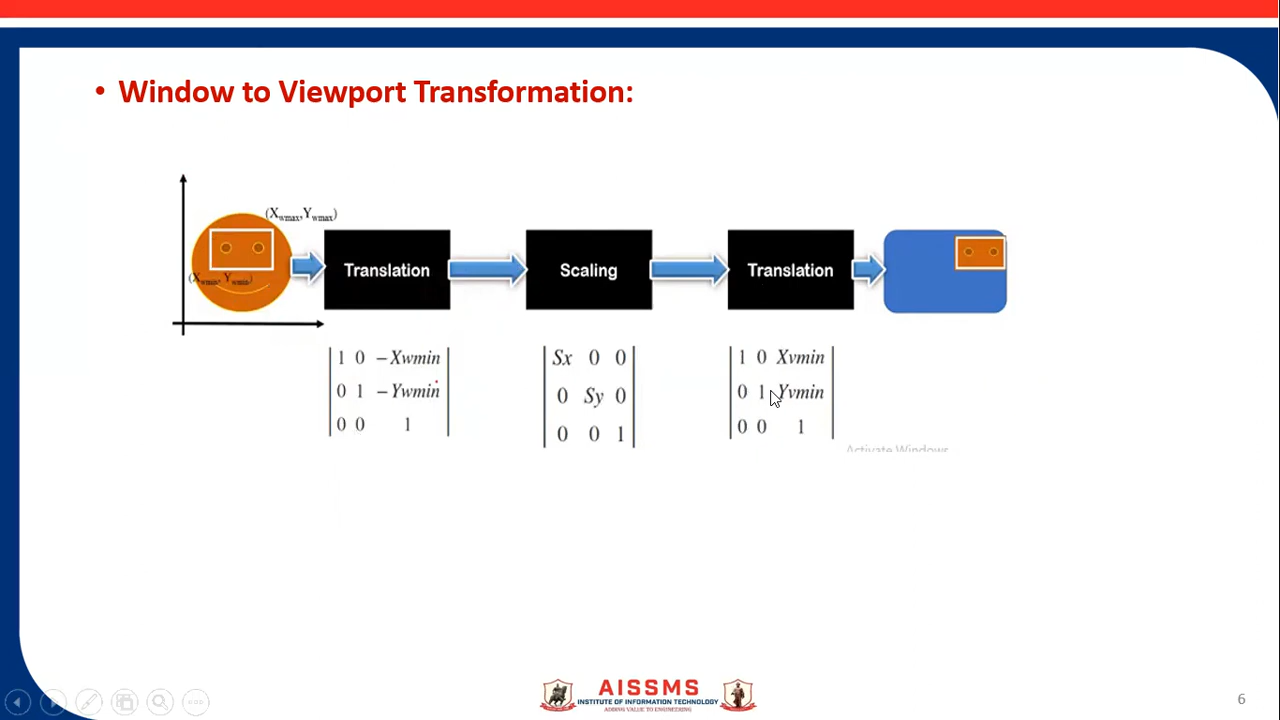 • Window to Viewport Transformation:
(Xwmax,Ywmax)
(Xwmin, Ywmin)
Translation
Scaling
Translation
1 0 −Xwmin
0 1 −Ywmin
0 0 1
Sx 0 0
0 Sy 0
0 0 1
1 0 Xvmin
0 1 Yvmin
0 0 1
Activate Windows
AISSMS
INSTITUTE OF INFORMATION TECHNOLOGY
ADDING VALUE TO ENGINEERING
6